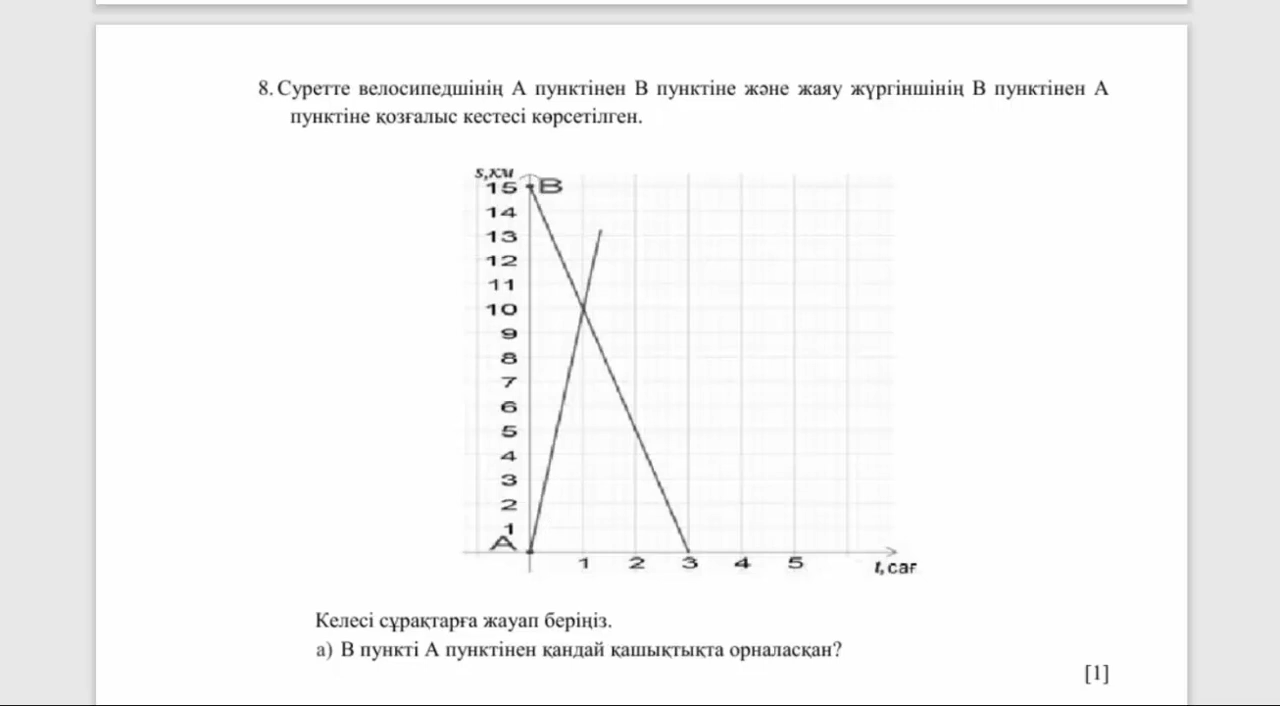 8. Суретте велосипедшінің А пунктінен В пунктіне және жаяу жүргіншінің В пунктінен А
пунктіне қозғалыс кестесі көрсетілген.
s,км
15 B
14
13
12
11
10
9
8
7
6
5
4
3
2
1
A
1 2 3 4 5
t, сағ
Келесі сұрақтарға жауап беріңіз.
а) В пункті А пунктінен қандай қашықтықта орналасқан?
[1]